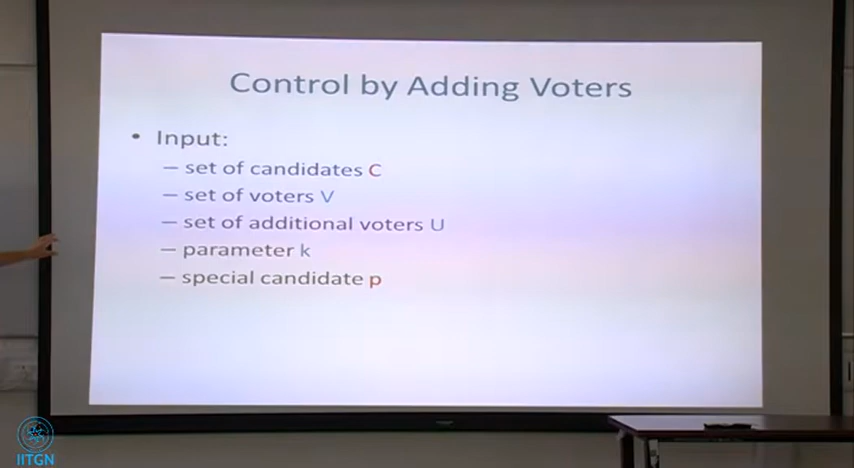 Control by Adding Voters
• Input:
– set of candidates C
– set of voters V
– set of additional voters U
– parameter k
– special candidate p
IITGN